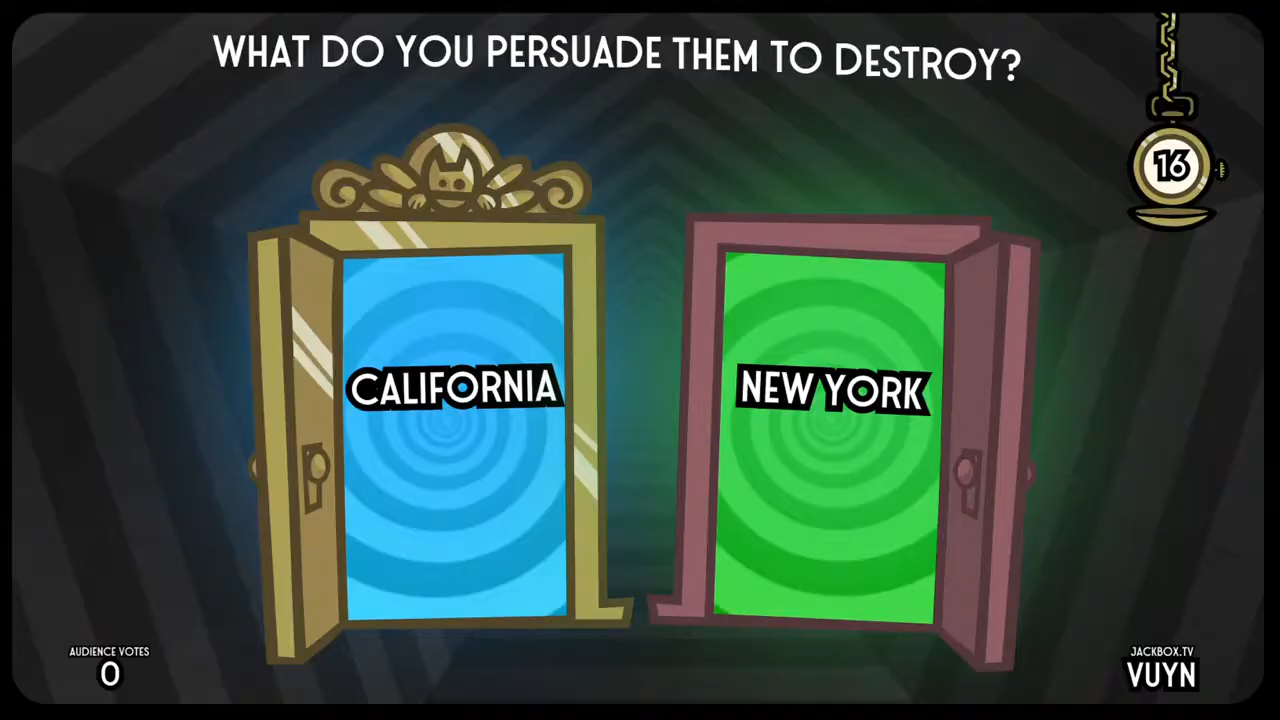 WHAT DO YOU PERSUADE THEM TO DESTROY?
16
CALIFORNIA
NEW YORK
AUDIENCE VOTES
0
JACKBOX.TV
VUYN